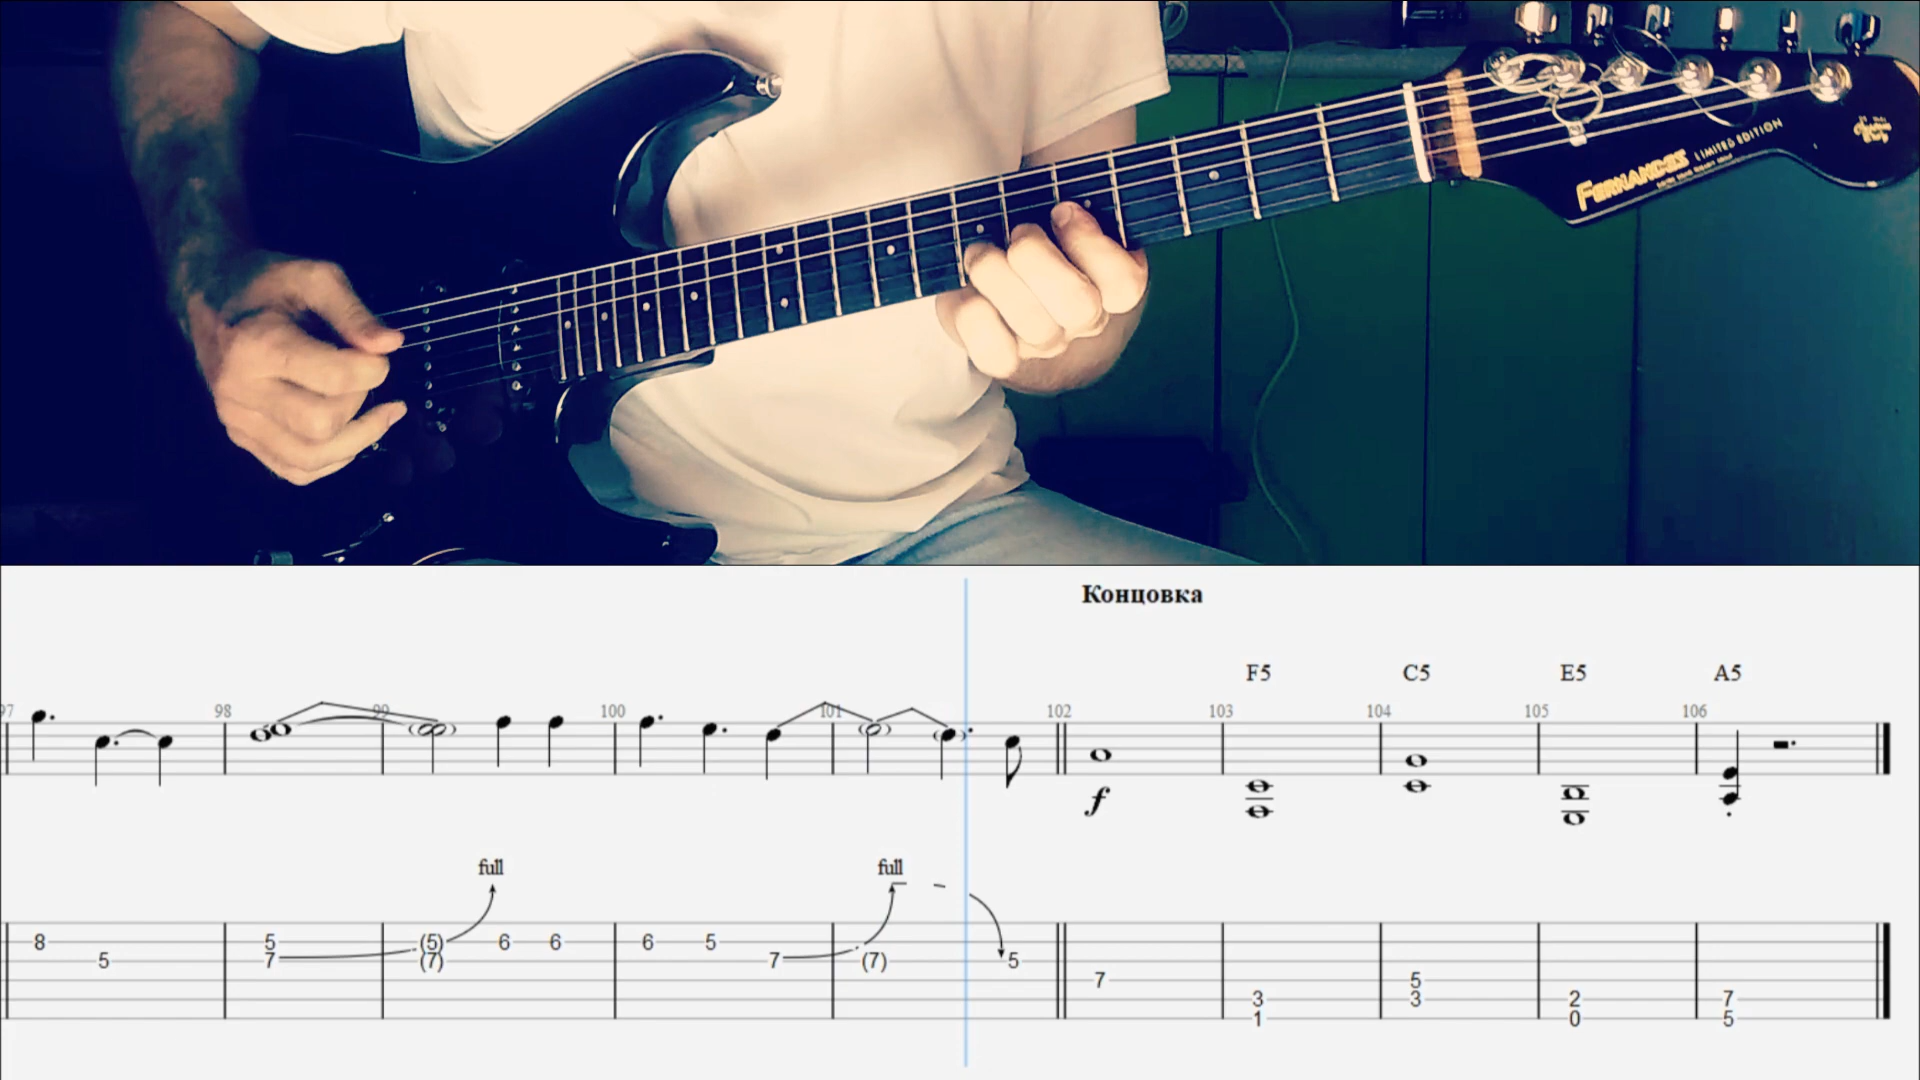 FERNANDES LIMITED EDITION
Концовка
F5 C5 E5 A5
97 98 99 100 101 102 103 104 105 106
f
full full
8 5 (5) 6 6 6 5 5
5 7 (7) 7 (7) 5 7 3 3 2 7
1 0 5